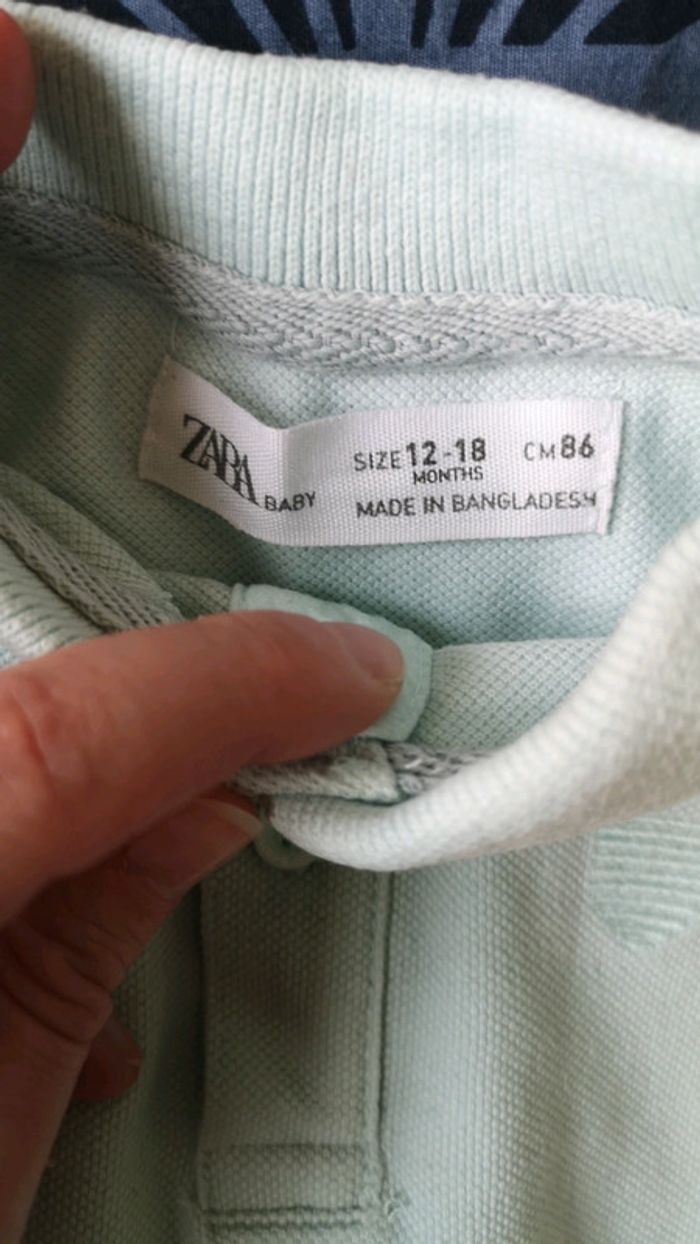 ZARA BABY
SIZE 12-18 CM 86
MONTHS
MADE IN BANGLADESH